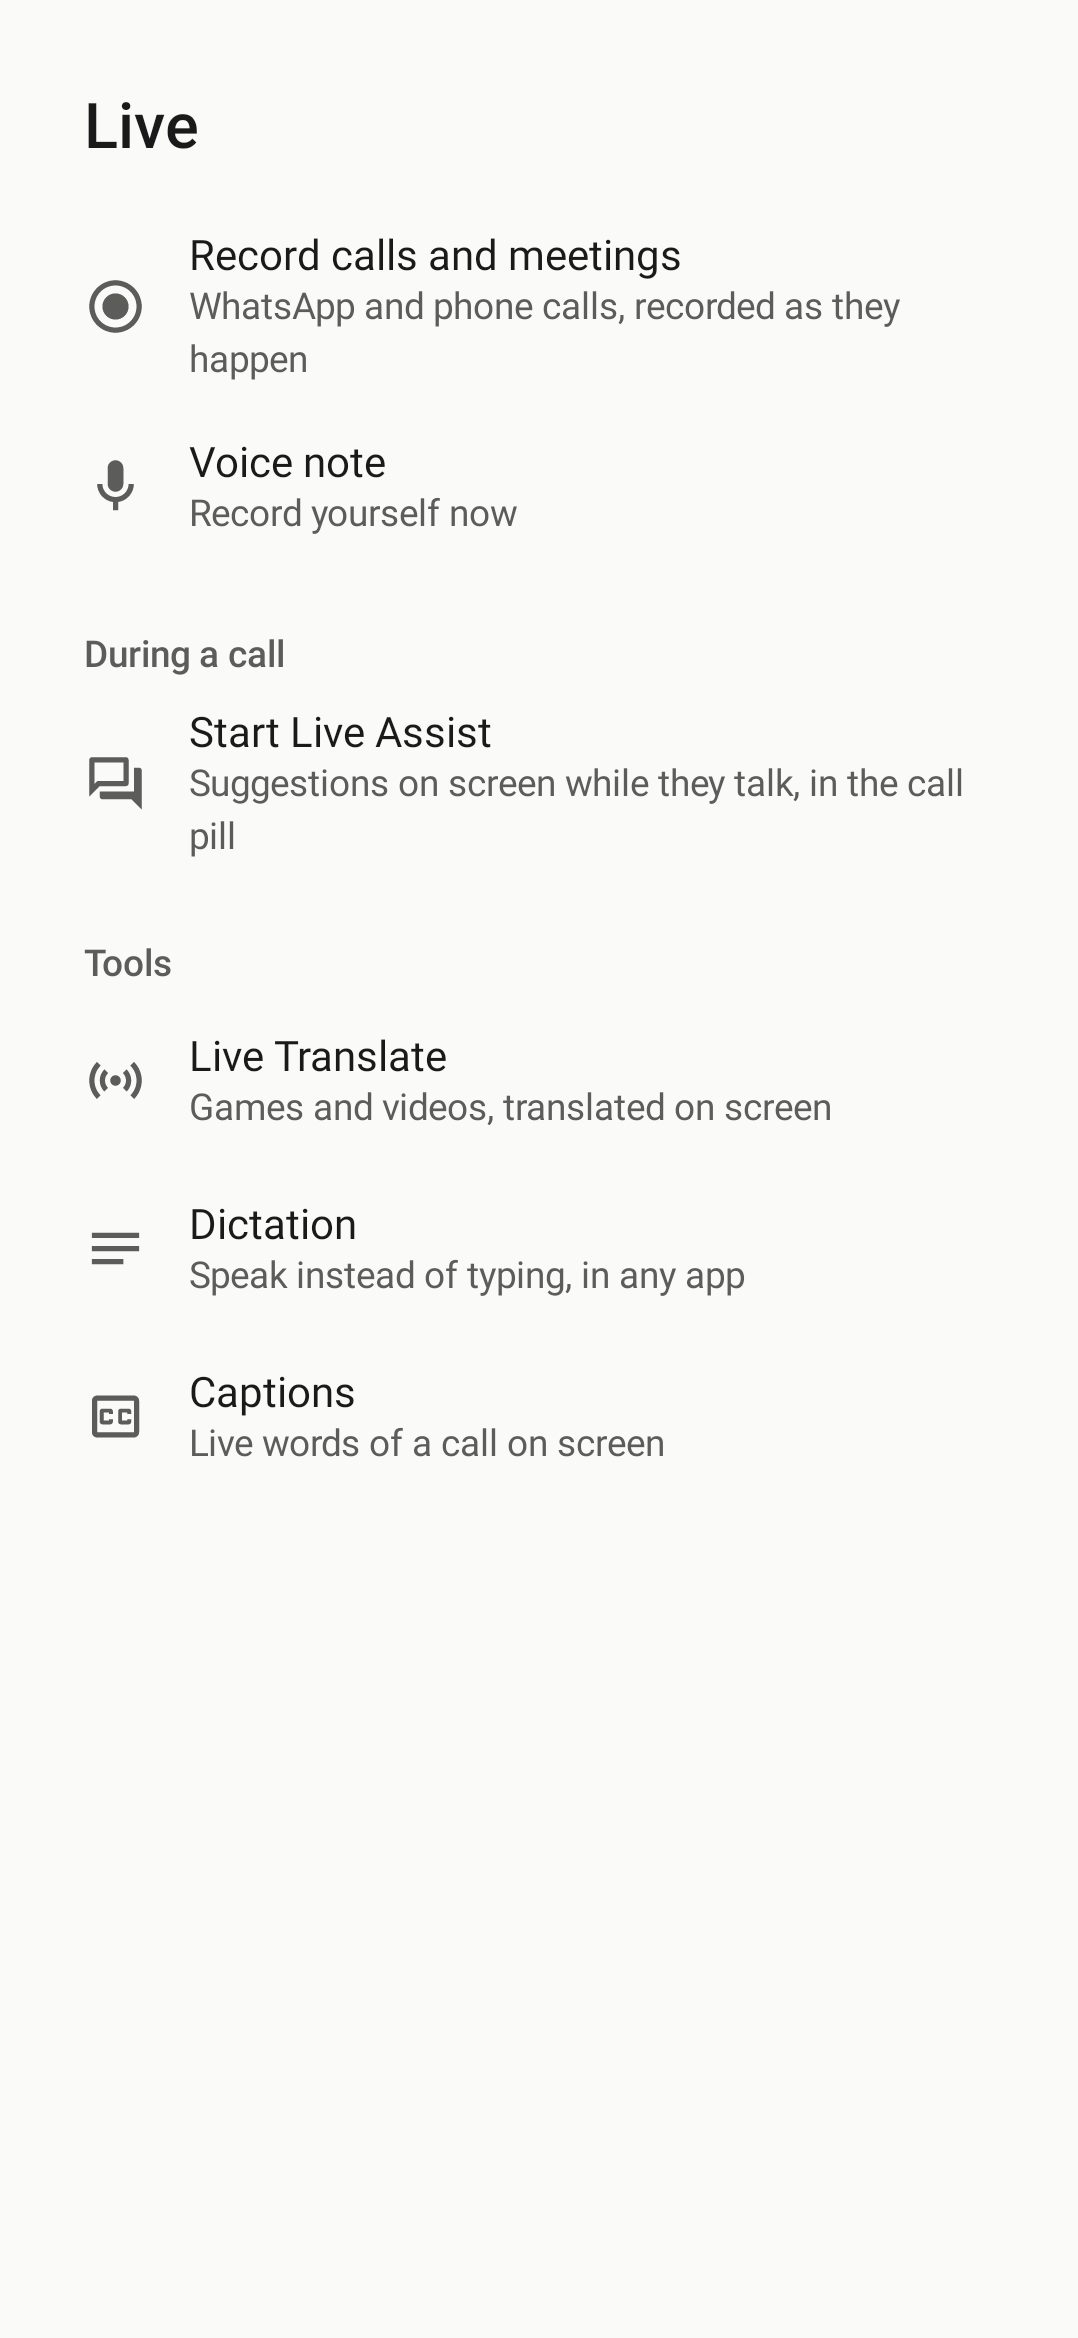 Live
Record calls and meetings
WhatsApp and phone calls, recorded as they
happen
Voice note
Record yourself now
During a call
Start Live Assist
Suggestions on screen while they talk, in the call
pill
Tools
Live Translate
Games and videos, translated on screen
Dictation
Speak instead of typing, in any app
CC
Captions
Live words of a call on screen